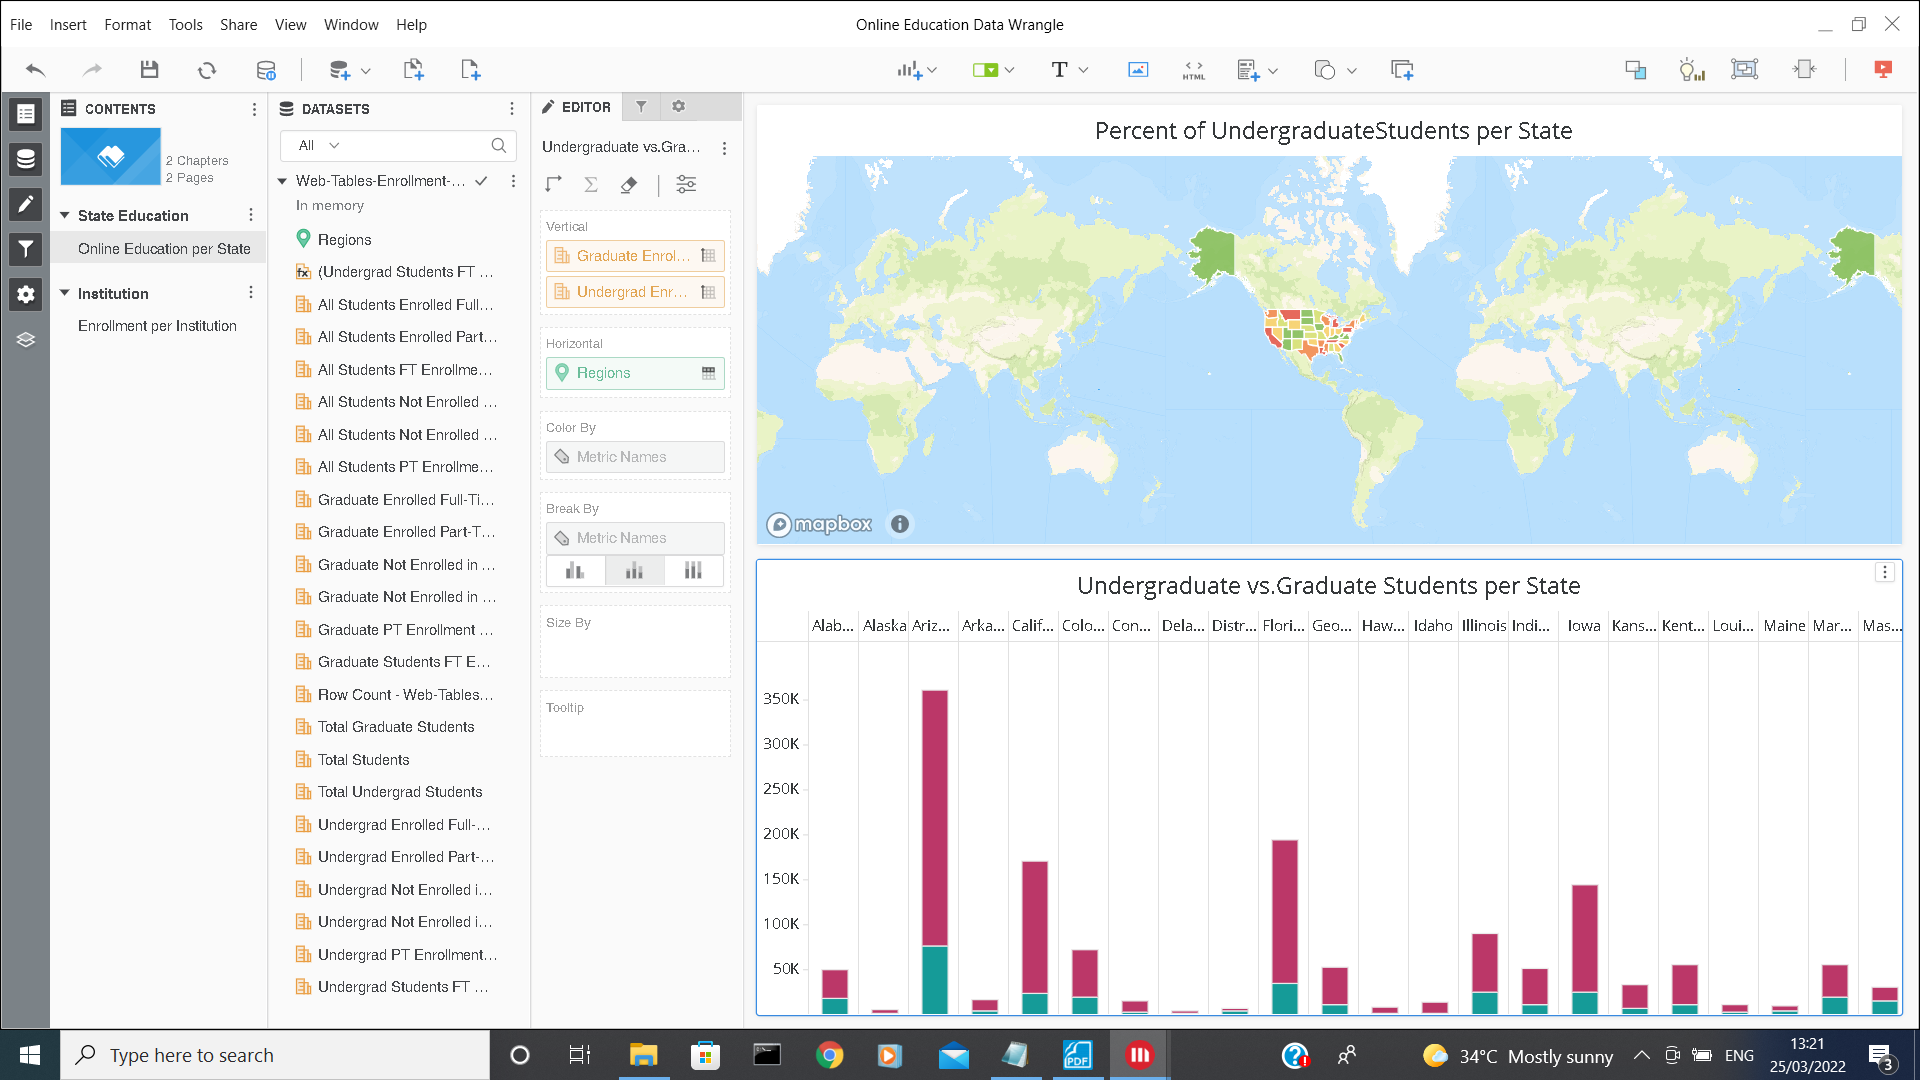 File Insert Format Tools Share View Window Help
Online Education Data Wrangle
HTML
CONTENTS
2 Chapters
2 Pages
State Education
Online Education per State
Institution
Enrollment per Institution
DATASETS
All
Web-Tables-Enrollment-...
In memory
Regions
fx (Undergrad Students FT ...
All Students Enrolled Full...
All Students Enrolled Part...
All Students FT Enrollme...
All Students Not Enrolled ...
All Students Not Enrolled ...
All Students PT Enrollme...
Graduate Enrolled Full-Ti...
Graduate Enrolled Part-T...
Graduate Not Enrolled in ...
Graduate Not Enrolled in ...
Graduate PT Enrollment ...
Graduate Students FT E...
Row Count - Web-Tables...
Total Graduate Students
Total Students
Total Undergrad Students
Undergrad Enrolled Full-...
Undergrad Enrolled Part-...
Undergrad Not Enrolled i...
Undergrad Not Enrolled i...
Undergrad PT Enrollment...
Undergrad Students FT ...
EDITOR
Undergraduate vs.Gra...
Vertical
Graduate Enrol...
Undergrad Enr...
Horizontal
Regions
Color By
Metric Names
Break By
Metric Names
Size By
Tooltip
Percent of UndergraduateStudents per State
mapbox
Undergraduate vs.Graduate Students per State
Alab... Alaska Ariz... Arka... Calif... Colo... Con... Dela... Distr... Flori... Geo... Haw... Idaho Illinois Indi... Iowa Kans... Kent... Loui... Maine Mar... Mas...
350K
300K
250K
200K
150K
100K
50K
Type here to search
PDF
34°C Mostly sunny
ENG
13:21
25/03/2022
3